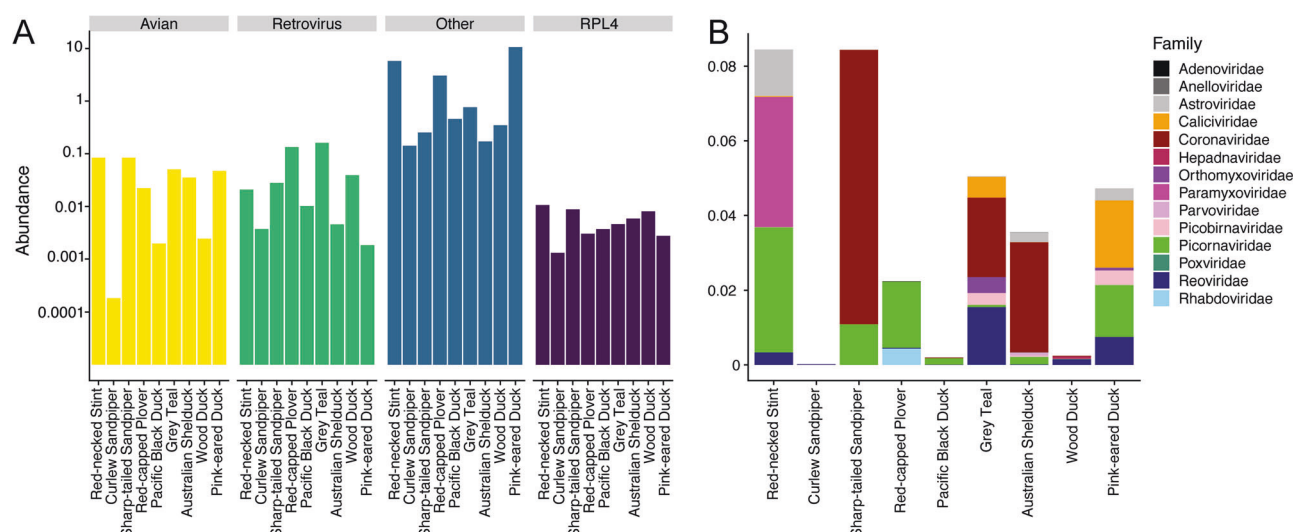 A
Avian
Retrovirus
Other
RPL4
Abundance
10
1
0.1
0.01
0.001
0.0001
Red-necked Stint
Curlew Sandpiper
Sharp-tailed Sandpiper
Red-capped Plover
Pacific Black Duck
Grey Teal
Australian Shelduck
Wood Duck
Pink-eared Duck
Red-necked Stint
Curlew Sandpiper
Sharp-tailed Sandpiper
Red-capped Plover
Pacific Black Duck
Grey Teal
Australian Shelduck
Wood Duck
Pink-eared Duck
Red-necked Stint
Curlew Sandpiper
Sharp-tailed Sandpiper
Red-capped Plover
Pacific Black Duck
Grey Teal
Australian Shelduck
Wood Duck
Pink-eared Duck
Red-necked Stint
Curlew Sandpiper
Sharp-tailed Sandpiper
Red-capped Plover
Pacific Black Duck
Grey Teal
Australian Shelduck
Wood Duck
Pink-eared Duck
B
0.08
0.06
0.04
0.02
0
Red-necked Stint
Curlew Sandpiper
Sharp-tailed Sandpiper
Red-capped Plover
Pacific Black Duck
Grey Teal
Australian Shelduck
Wood Duck
Pink-eared Duck
Family
Adenoviridae
Anelloviridae
Astroviridae
Caliciviridae
Coronaviridae
Hepadnaviridae
Orthomyxoviridae
Paramyxoviridae
Parvoviridae
Picobirnaviridae
Picornaviridae
Poxviridae
Reoviridae
Rhabdoviridae